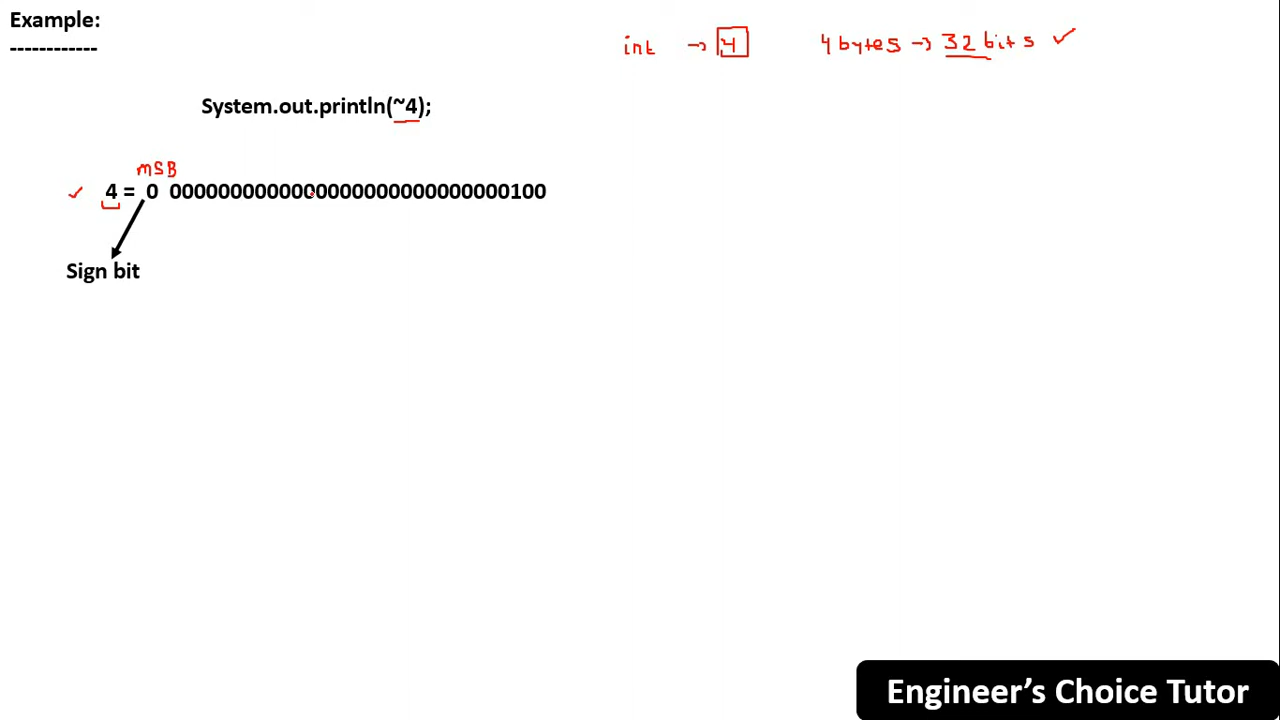 Example:
------------
int → 4 4 bytes → 32 bits ✓
System.out.println(~4);
MSB
✓ 4 = 0 0000000000000000000000000000100
Sign bit
Engineer’s Choice Tutor